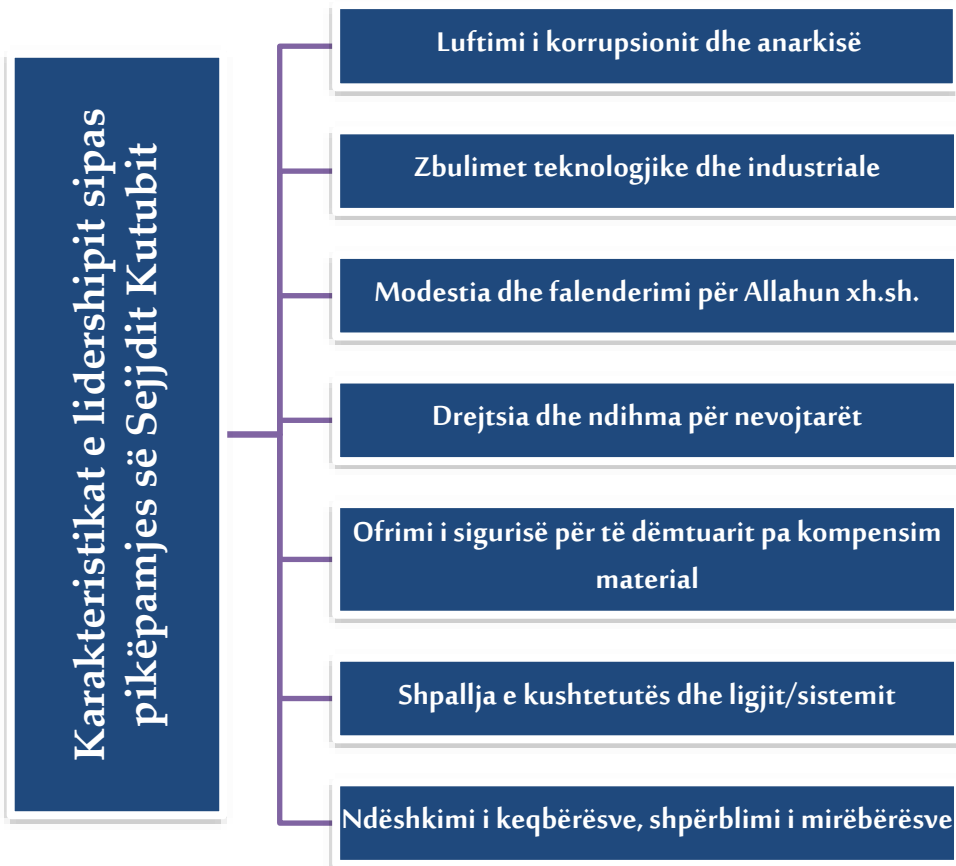 Karakteristikat e lidershipit sipas
pikëpamjes së Sejjdit Kutubit
Luftimi i korrupsionit dhe anarkisë
Zbulimet teknologjike dhe industriale
Modestia dhe falenderimi për Allahun xh.sh.
Drejtsia dhe ndihma për nevojtarët
Ofrimi i sigurisë për të dëmtuarit pa kompensim
material
Shpallja e kushtetutës dhe ligjit/sistemit
Ndëshkimi i keqbërësve, shpërblimi i mirëbërësve